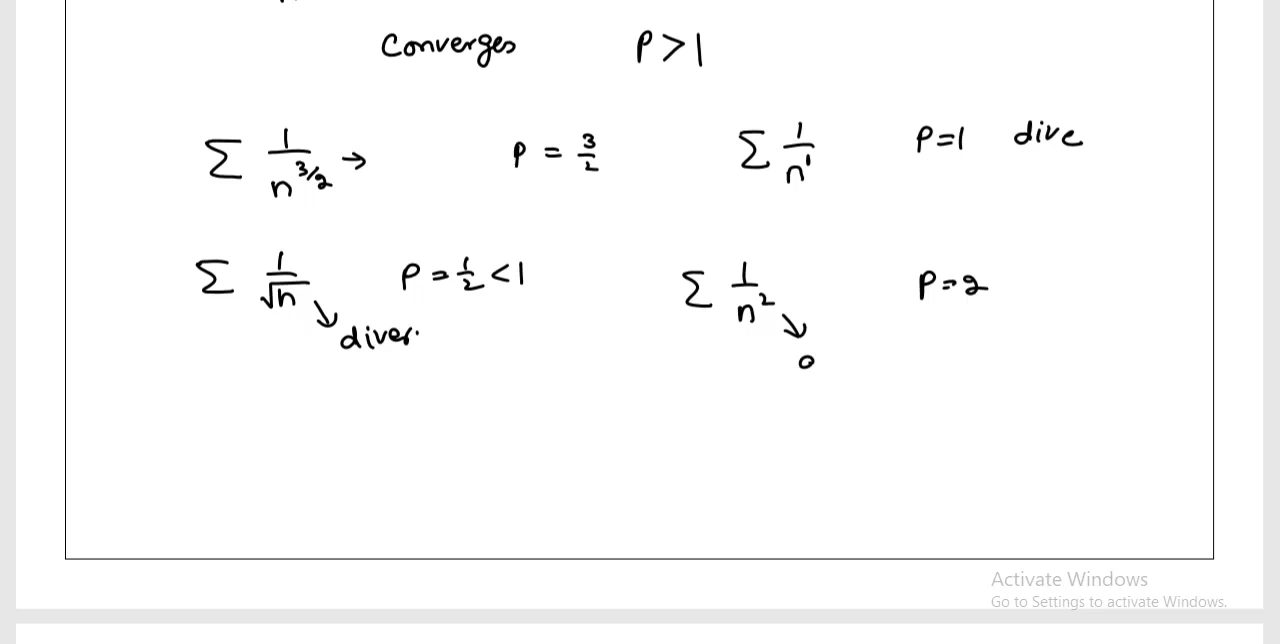 Converges P>1
Σ 1/n^3/2 → P = 3/2 Σ 1/n^1 P=1 dive
Σ 1/√n P=1/2<1 Σ 1/n^2 P=2
↘ diver. ↘ 0
Activate Windows
Go to Settings to activate Windows.